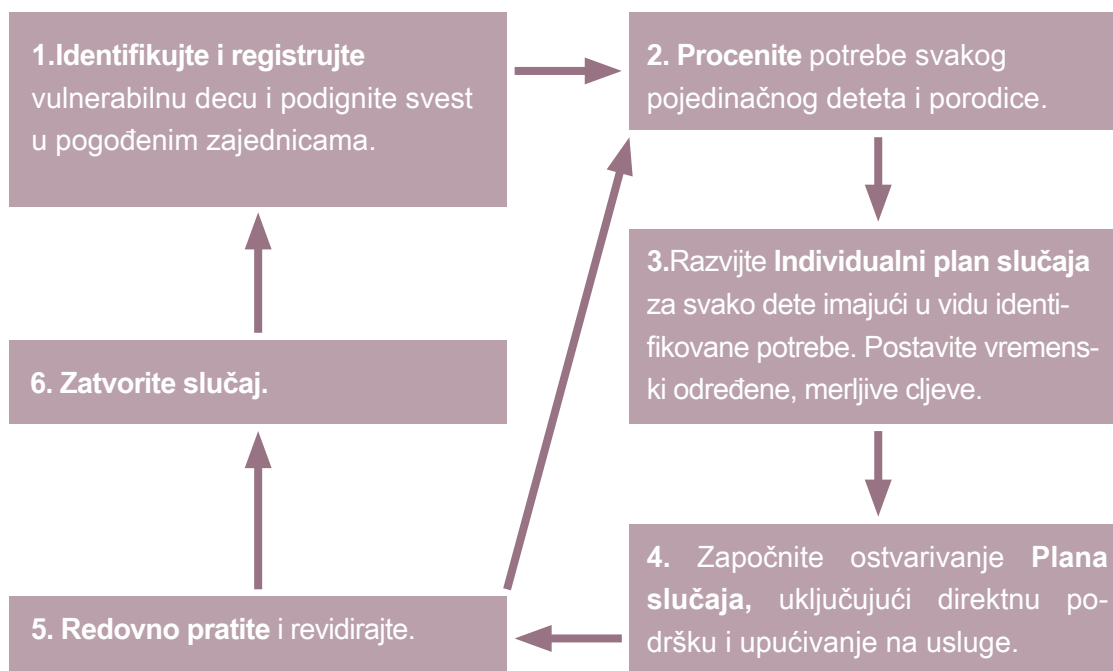 1.Identifikujte i registrujte
vulnerabilnu decu i podignite svest
u pogođenim zajednicama.
2. Procenite potrebe svakog
pojedinačnog deteta i porodice.
3.Razvijte Individualni plan slučaja
za svako dete imajući u vidu identi-
fikovane potrebe. Postavite vremens-
ki određene, merljive cljeve.
4. Započnite ostvarivanje Plana
slučaja, uključujući direktnu po-
dršku i upućivanje na usluge.
5. Redovno pratite i revidirajte.
6. Zatvorite slučaj.